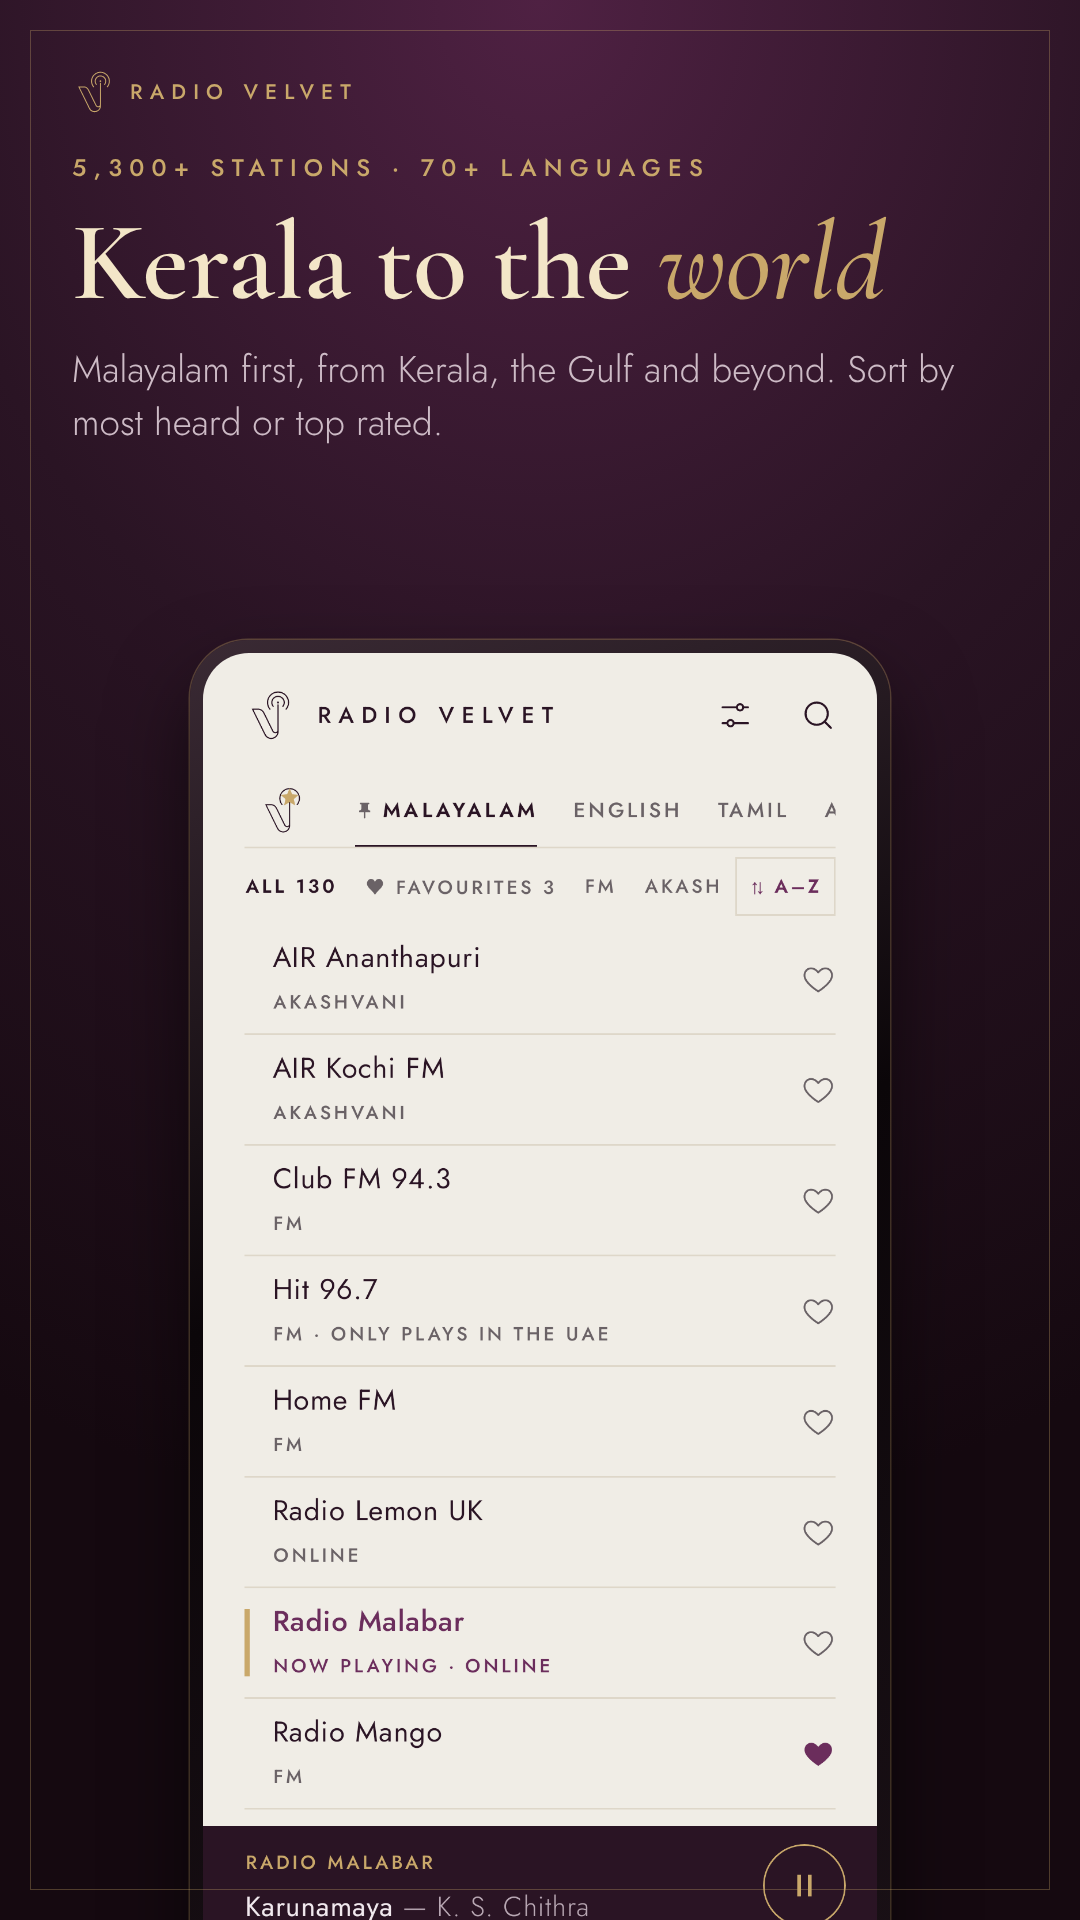 RADIO VELVET
5,300+ STATIONS · 70+ LANGUAGES
Kerala to the world
Malayalam first, from Kerala, the Gulf and beyond. Sort by
most heard or top rated.
RADIO VELVET
MALAYALAM ENGLISH TAMIL A
ALL 130 FAVOURITES 3 FM AKASH A–Z
AIR Ananthapuri
AKASHVANI
AIR Kochi FM
AKASHVANI
Club FM 94.3
FM
Hit 96.7
FM · ONLY PLAYS IN THE UAE
Home FM
FM
Radio Lemon UK
ONLINE
Radio Malabar
NOW PLAYING · ONLINE
Radio Mango
FM
RADIO MALABAR
Karunamaya — K. S. Chithra